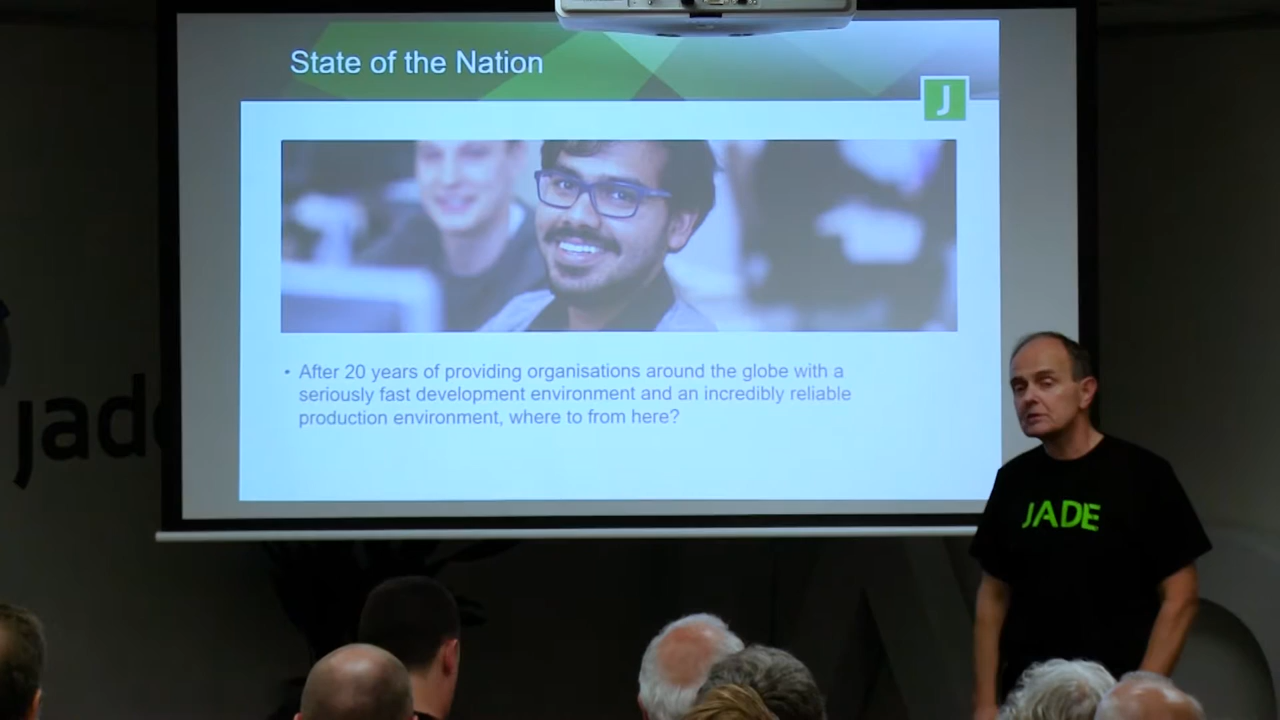 State of the Nation
J
• After 20 years of providing organisations around the globe with a
seriously fast development environment and an incredibly reliable
production environment, where to from here?
jade
JADE